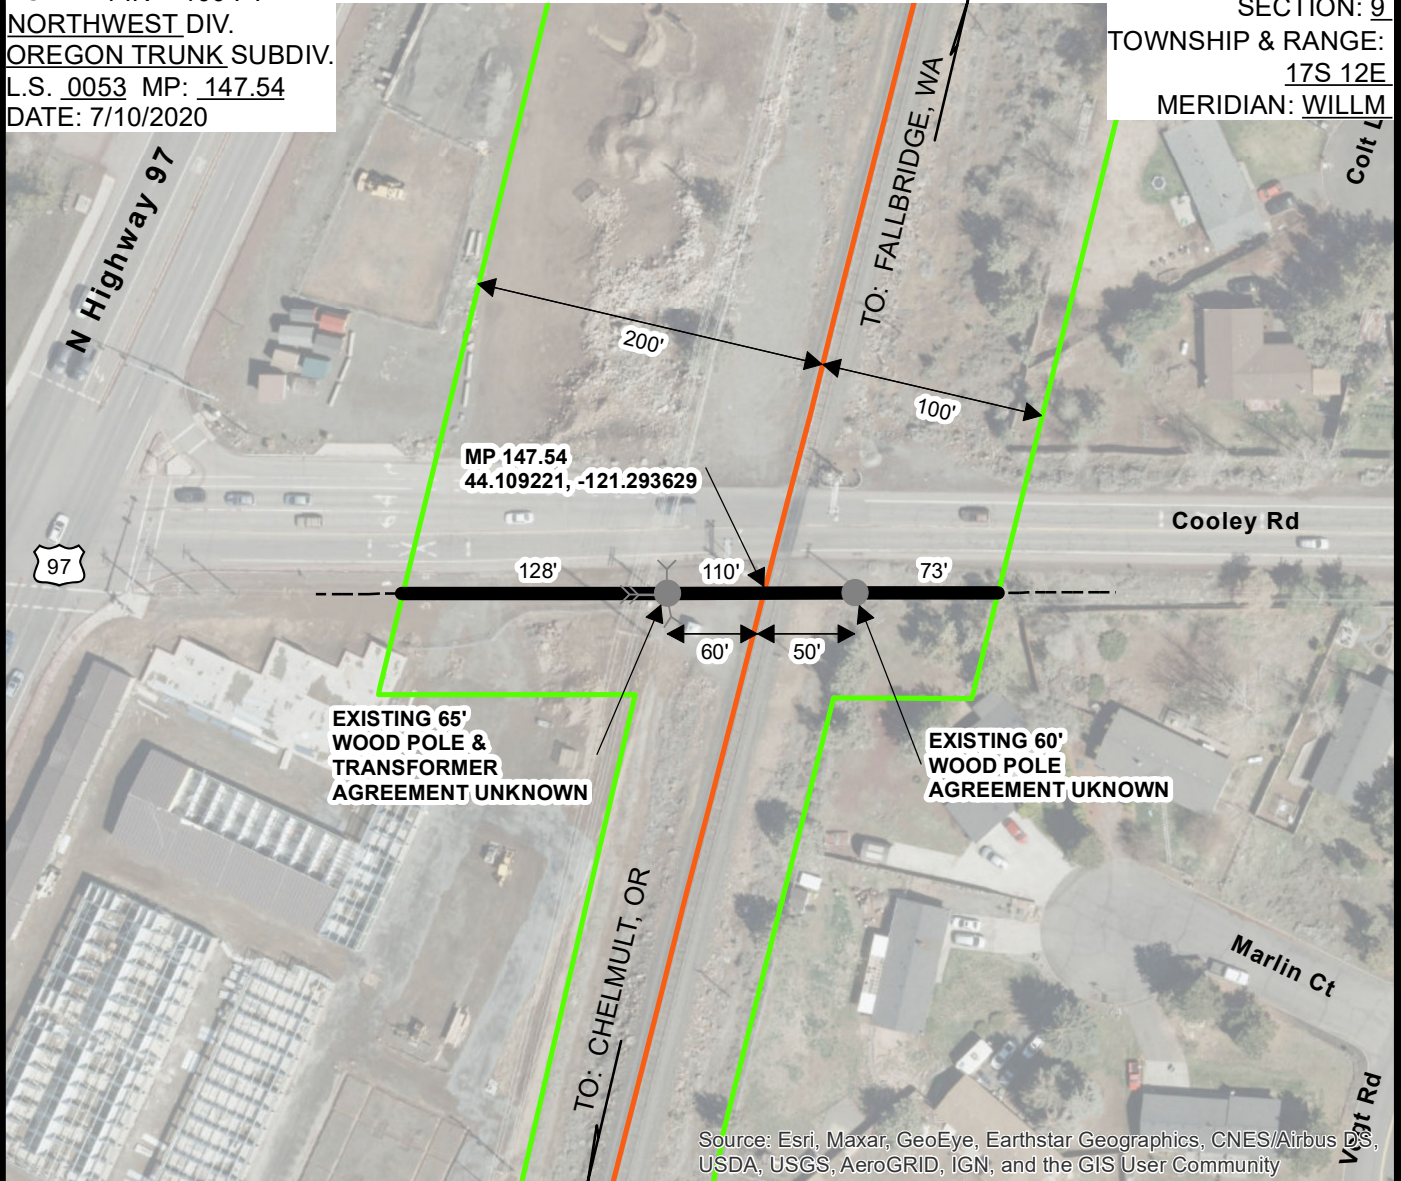 NORTHWEST DIV.
OREGON TRUNK SUBDIV.
L.S. 0053 MP: 147.54
DATE: 7/10/2020
SECTION: 9
TOWNSHIP & RANGE:
17S 12E
MERIDIAN: WILLM
N Highway 97
Colt
TO: FALLBRIDGE, WA
200'
100'
MP 147.54
44.109221, -121.293629
Cooley Rd
97
128'
110'
73'
60'
50'
EXISTING 65'
WOOD POLE &
TRANSFORMER
AGREEMENT UNKNOWN
EXISTING 60'
WOOD POLE
AGREEMENT UKNOWN
TO: CHELMULT, OR
Marlin Ct
Vogt Rd
Source: Esri, Maxar, GeoEye, Earthstar Geographics, CNES/Airbus DS,
USDA, USGS, AeroGRID, IGN, and the GIS User Community